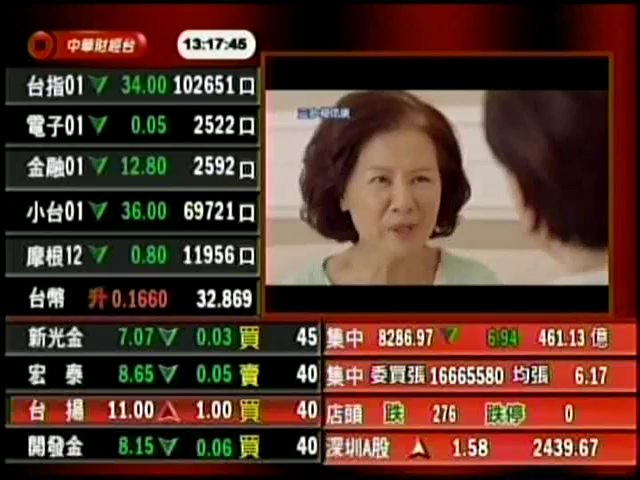 中華財經台 13:17:45
台指01 34.00 102651口
電子01 0.05 2522口
金融01 12.80 2592口
小台01 36.00 69721口
摩根12 0.80 11956口
台幣 升0.1660 32.869
新光金 7.07 0.03 買 45
宏泰 8.65 0.05 賣 40
台揚 11.00 1.00 買 40
開發金 8.15 0.06 買 40
集中 8286.97 6.94 461.13 億
集中 委買張 16665580 均張 6.17
店頭 跌 276 跌停 0
深圳A股 1.58 2439.67